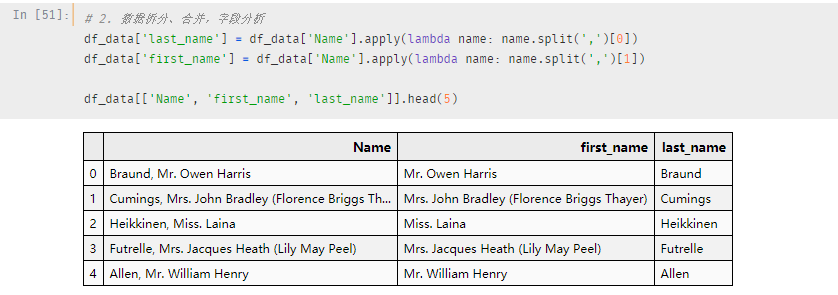 In [51]:
# 2. 数据拆分、合并，字段分析
df_data['last_name'] = df_data['Name'].apply(lambda name: name.split(',')[0])
df_data['first_name'] = df_data['Name'].apply(lambda name: name.split(',')[1])
df_data[['Name', 'first_name', 'last_name']].head(5)
Name first_name last_name
0 Braund, Mr. Owen Harris Mr. Owen Harris Braund
1 Cumings, Mrs. John Bradley (Florence Briggs Th... Mrs. John Bradley (Florence Briggs Thayer) Cumings
2 Heikkinen, Miss. Laina Miss. Laina Heikkinen
3 Futrelle, Mrs. Jacques Heath (Lily May Peel) Mrs. Jacques Heath (Lily May Peel) Futrelle
4 Allen, Mr. William Henry Mr. William Henry Allen